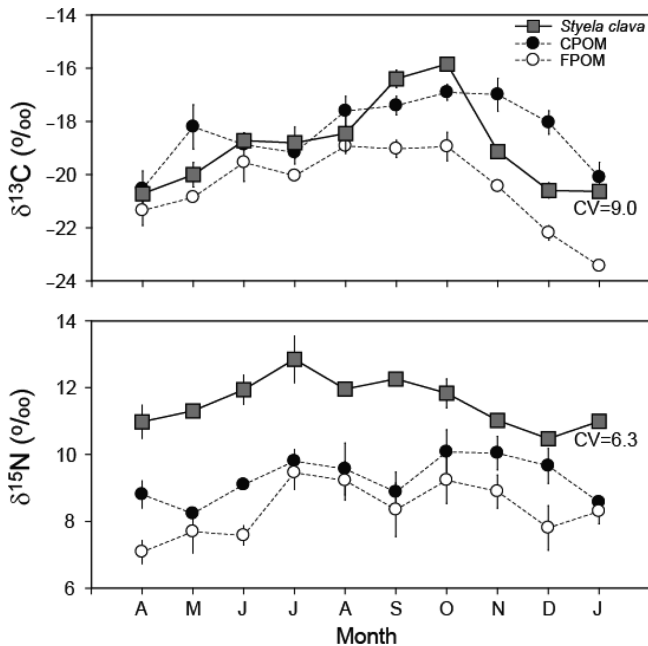 −14
−16
−18
−20
−22
−24
δ13C (‰)
Styela clava
CPOM
FPOM
CV=9.0
14
12
10
8
6
δ15N (‰)
CV=6.3
A M J J A S O N D J
Month